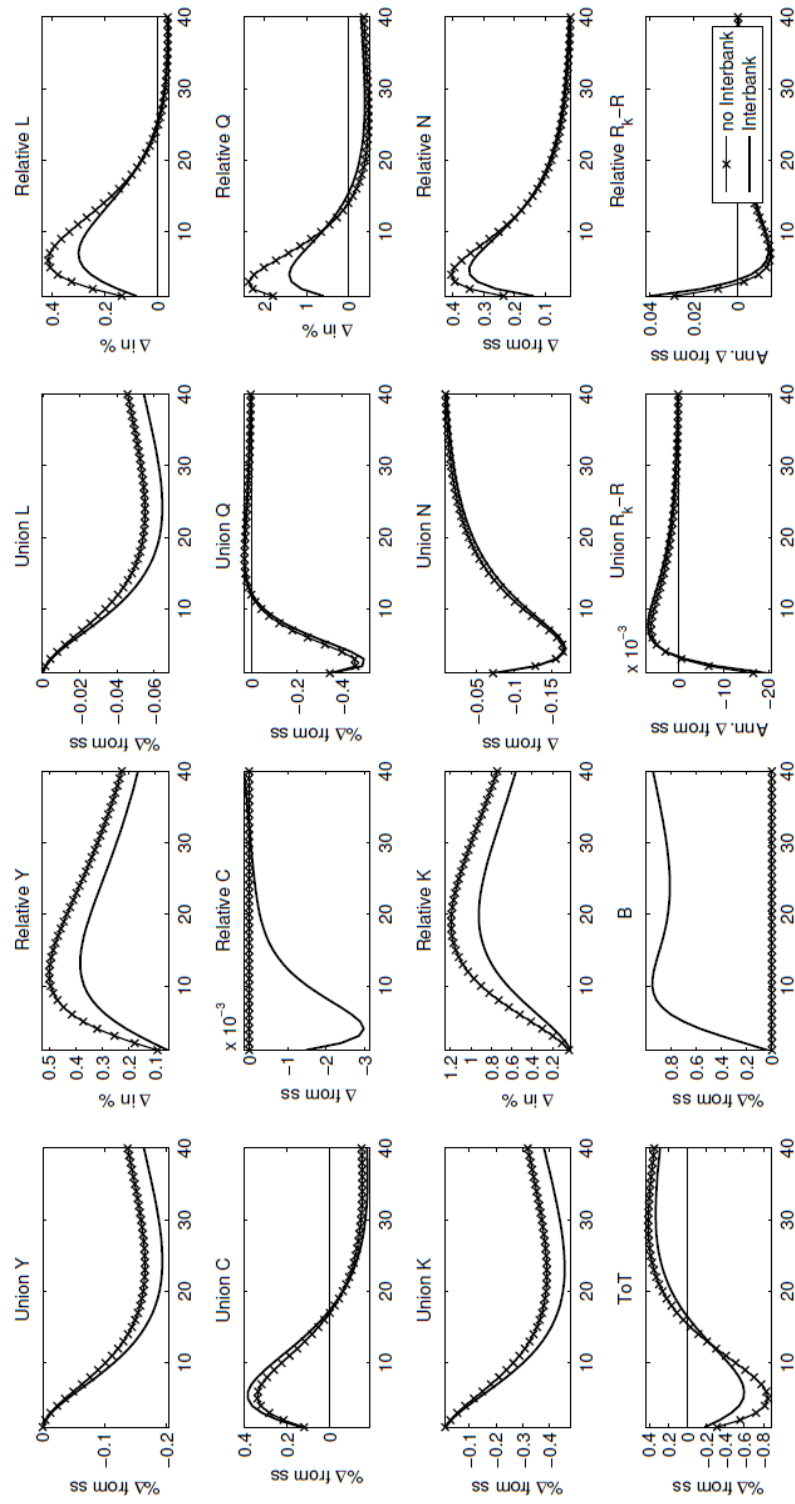 Union Y
%Δ from ss
0
−0.1
−0.2
10 20 30 40
Relative Y
Δ in %
0.5
0.4
0.3
0.2
0.1
10 20 30 40
Union L
%Δ from ss
0
−0.02
−0.04
−0.06
10 20 30 40
Relative L
Δ in %
0.4
0.2
0
10 20 30 40
Union C
%Δ from ss
0.4
0.2
0
10 20 30 40
x 10⁻³
Relative C
Δ from ss
0
−1
−2
−3
10 20 30 40
Union Q
%Δ from ss
0
−0.2
−0.4
10 20 30 40
Relative Q
Δ in %
2
1
0
10 20 30 40
Union K
%Δ from ss
−0.1
−0.2
−0.3
−0.4
10 20 30 40
Relative K
Δ in %
1.2
1
0.8
0.6
0.4
0.2
10 20 30 40
Union N
Δ from ss
−0.05
−0.1
−0.15
10 20 30 40
Relative N
Δ from ss
0.4
0.3
0.2
0.1
10 20 30 40
ToT
%Δ from ss
0.4
0.2
0
−0.2
−0.4
−0.6
−0.8
10 20 30 40
B
%Δ from ss
0.8
0.6
0.4
0.2
0
10 20 30 40
x 10⁻³
Union Rₖ−R
Ann. Δ from ss
0
−10
−20
10 20 30 40
Relative Rₖ−R
Ann. Δ from ss
0.04
0.02
0
no Interbank
Interbank
10 20 30 40